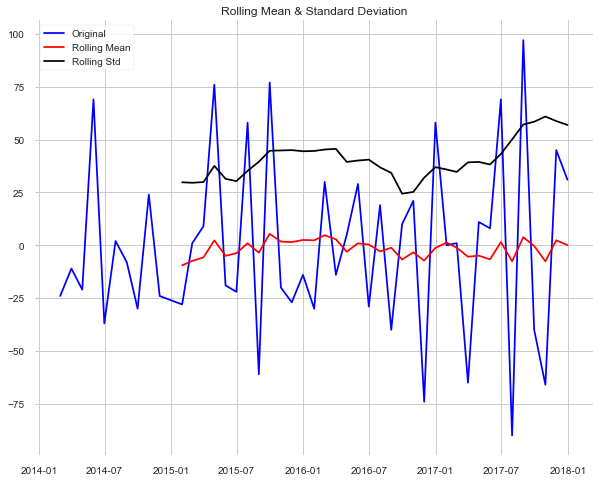 Rolling Mean & Standard Deviation
Original
Rolling Mean
Rolling Std
100
75
50
25
0
−25
−50
−75
2014-01 2014-07 2015-01 2015-07 2016-01 2016-07 2017-01 2017-07 2018-01